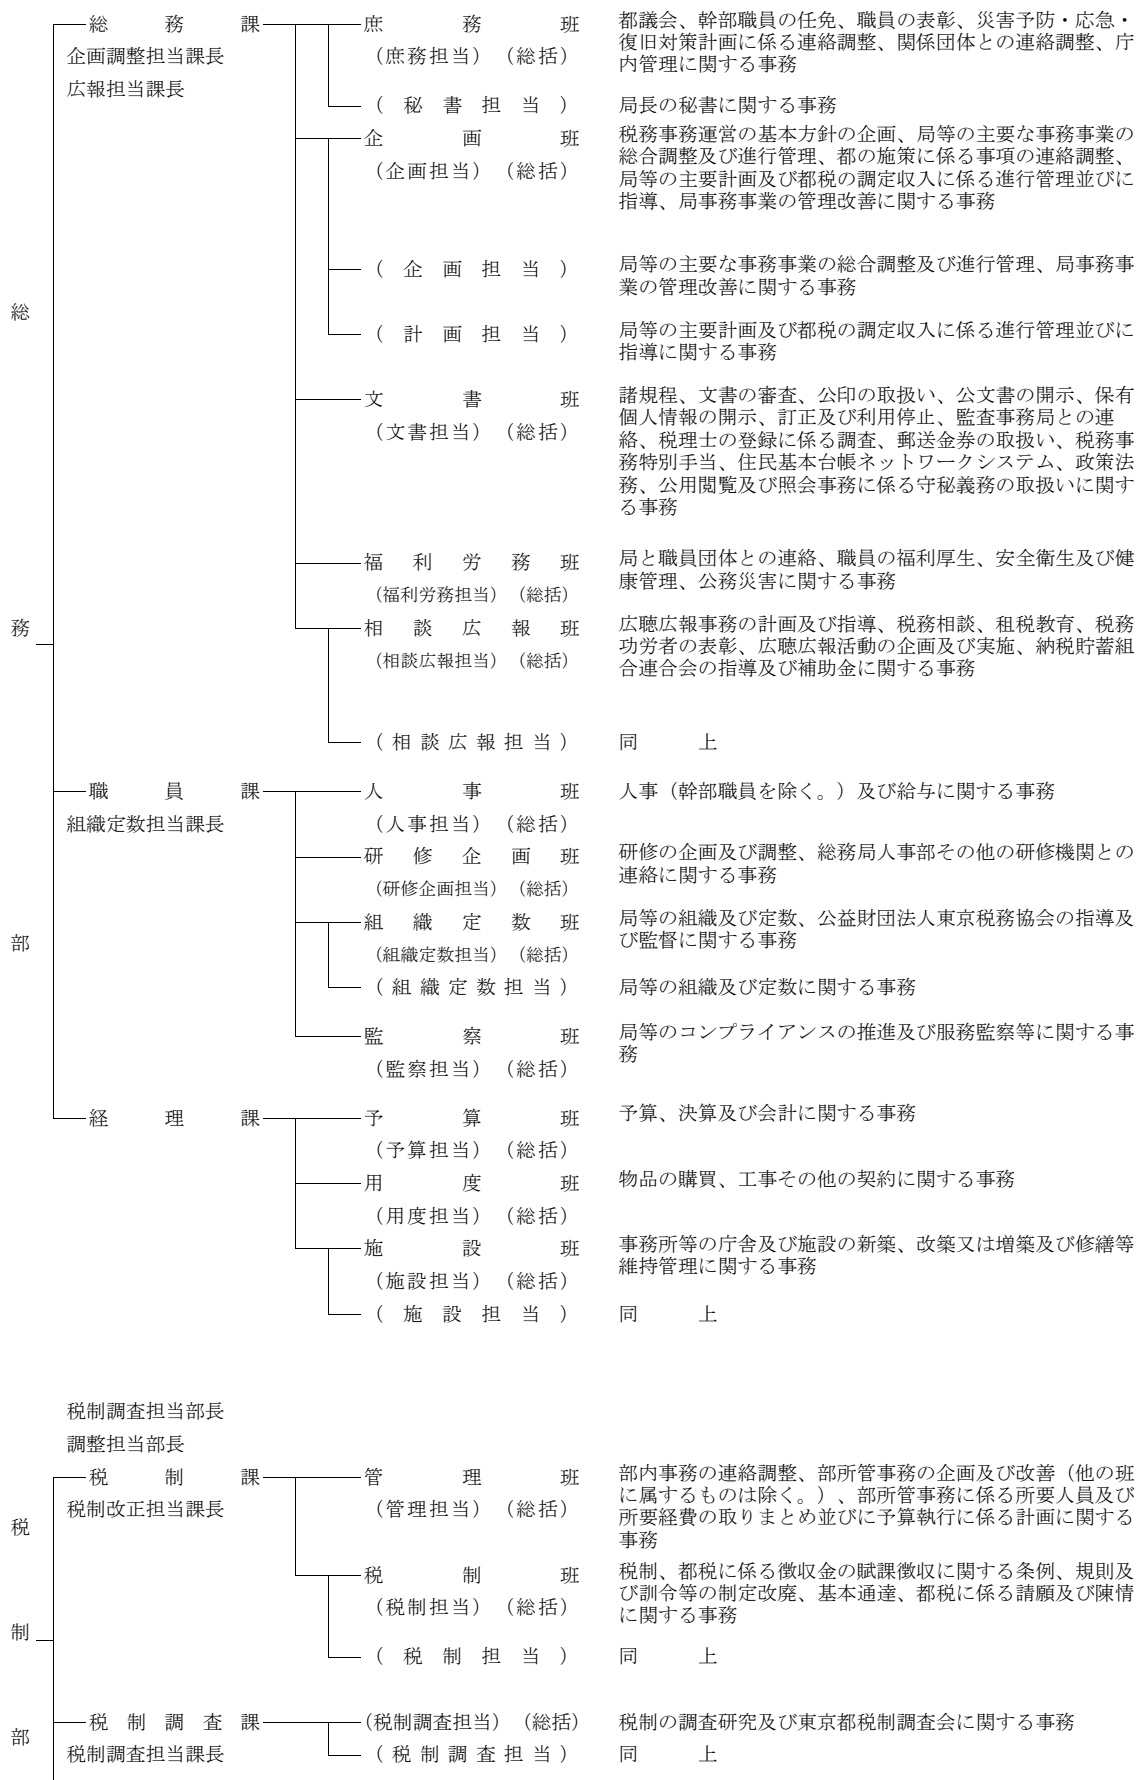 総務部
総務課
企画調整担当課長
広報担当課長
庶務班
（庶務担当）（総括）
都議会、幹部職員の任免、職員の表彰、災害予防・応急・
復旧対策計画に係る連絡調整、関係団体との連絡調整、庁
内管理に関する事務
（秘書担当）
局長の秘書に関する事務
企画班
（企画担当）（総括）
税務事務運営の基本方針の企画、局等の主要な事務事業の
総合調整及び進行管理、都の施策に係る事項の連絡調整、
局等の主要計画及び都税の調定収入に係る進行管理並びに
指導、局事務事業の管理改善に関する事務
（企画担当）
局等の主要な事務事業の総合調整及び進行管理、局事務事
業の管理改善に関する事務
（計画担当）
局等の主要計画及び都税の調定収入に係る進行管理並びに
指導に関する事務
文書班
（文書担当）（総括）
諸規程、文書の審査、公印の取扱い、公文書の開示、保有
個人情報の開示、訂正及び利用停止、監査事務局との連
絡、税理士の登録に係る調査、郵送金券の取扱い、税務事
務特別手当、住民基本台帳ネットワークシステム、政策法
務、公用閲覧及び照会事務に係る守秘義務の取扱いに関す
る事務
福利労務班
（福利労務担当）（総括）
局と職員団体との連絡、職員の福利厚生、安全衛生及び健
康管理、公務災害に関する事務
相談広報班
（相談広報担当）（総括）
広聴広報事務の計画及び指導、税務相談、租税教育、税務
功労者の表彰、広聴広報活動の企画及び実施、納税貯蓄組
合連合会の指導及び補助金に関する事務
（相談広報担当）
同上
職員課
組織定数担当課長
人事班
（人事担当）（総括）
人事（幹部職員を除く。）及び給与に関する事務
研修企画班
（研修企画担当）（総括）
研修の企画及び調整、総務局人事部その他の研修機関との
連絡に関する事務
組織定数班
（組織定数担当）（総括）
局等の組織及び定数、公益財団法人東京税務協会の指導及
び監督に関する事務
（組織定数担当）
局等の組織及び定数に関する事務
監察班
（監察担当）（総括）
局等のコンプライアンスの推進及び服務監察等に関する事
務
経理課
予算班
（予算担当）（総括）
予算、決算及び会計に関する事務
用度班
（用度担当）（総括）
物品の購買、工事その他の契約に関する事務
施設班
（施設担当）（総括）
事務所等の庁舎及び施設の新築、改築又は増築及び修繕等
維持管理に関する事務
（施設担当）
同上
税制部
税制調査担当部長
調整担当部長
税制課
税制改正担当課長
管理班
（管理担当）（総括）
部内事務の連絡調整、部所管事務の企画及び改善（他の班
に属するものは除く。）、部所管事務に係る所要人員及び
所要経費の取りまとめ並びに予算執行に係る計画に関する
事務
税制班
（税制担当）（総括）
税制、都税に係る徴収金の賦課徴収に関する条例、規則及
び訓令等の制定改廃、基本通達、都税に係る請願及び陳情
に関する事務
（税制担当）
同上
税制調査課
税制調査担当課長
（税制調査担当）（総括）
税制の調査研究及び東京都税制調査会に関する事務
（税制調査担当）
同上